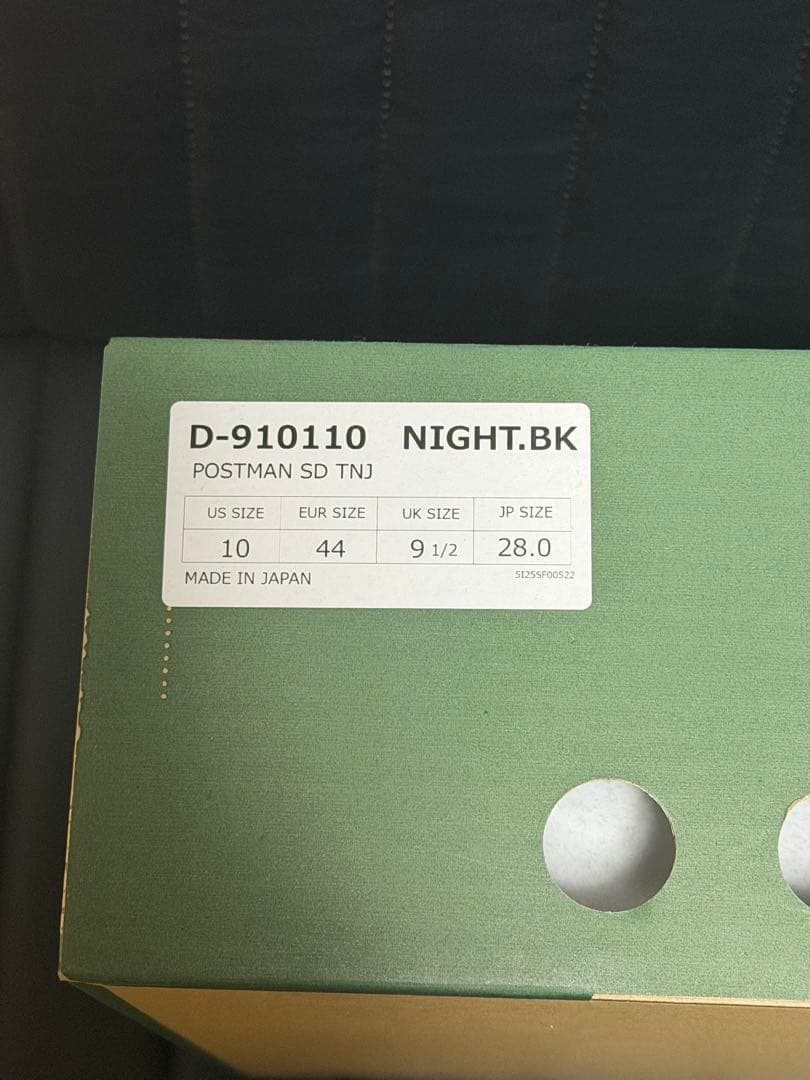 D-910110 NIGHT.BK
POSTMAN SD TNJ
US SIZE EUR SIZE UK SIZE JP SIZE
10 44 9 1/2 28.0
MADE IN JAPAN SI25SF00522